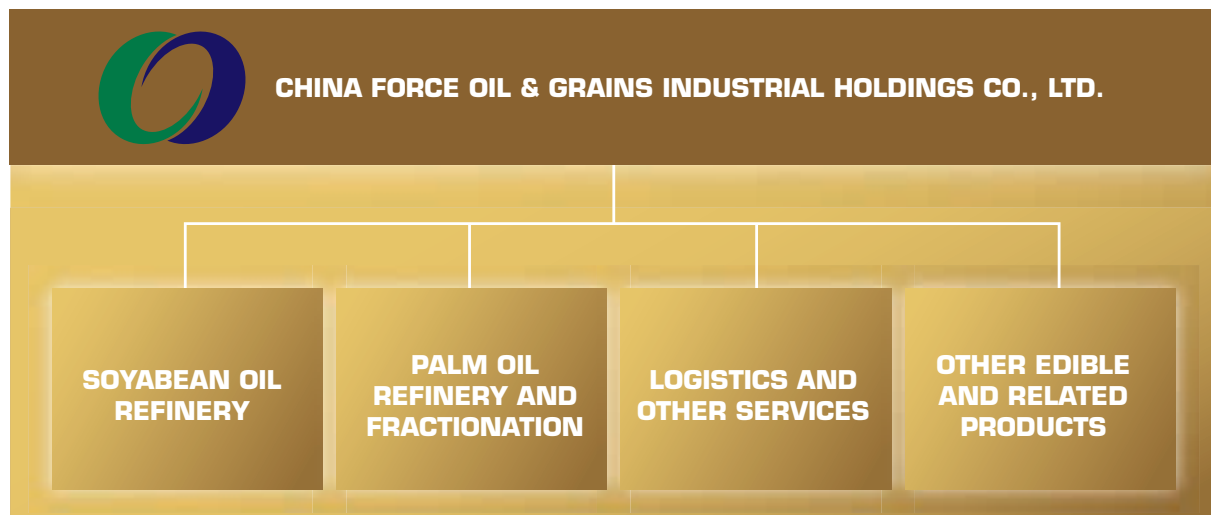 CHINA FORCE OIL & GRAINS INDUSTRIAL HOLDINGS CO., LTD.
SOYABEAN OIL
REFINERY
PALM OIL
REFINERY AND
FRACTIONATION
LOGISTICS AND
OTHER SERVICES
OTHER EDIBLE
AND RELATED
PRODUCTS